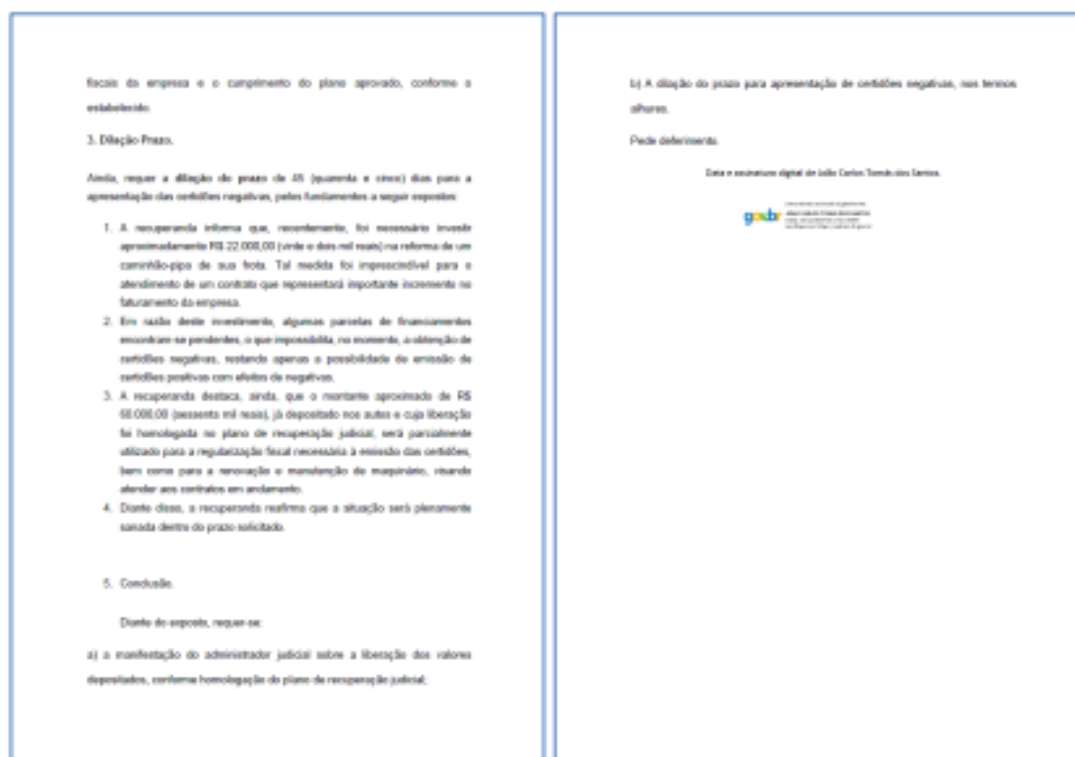 fiscais da empresa e o cumprimento do plano aprovado, conforme o
estabelecido.
3. Dilação Prazo.
Ainda, requer a dilação do prazo de 45 (quarenta e cinco) dias para a
apresentação das certidões negativas, pelos fundamentos a seguir expostos:
1. A recuperanda informa que, recentemente, foi necessário investir
aproximadamente R$ 22.000,00 (vinte e dois mil reais) na reforma de um
caminhão-pipa de sua frota. Tal medida foi imprescindível para o
atendimento de um contrato que representará importante incremento no
faturamento da empresa.
2. Em razão deste investimento, algumas parcelas de financiamentos
encontram-se pendentes, o que impossibilita, no momento, a obtenção de
certidões negativas, restando apenas a possibilidade de emissão de
certidões positivas com efeitos de negativas.
3. A recuperanda destaca, ainda, que o montante aproximado de R$
60.000,00 (sessenta mil reais), já depositado nos autos e cuja liberação
foi homologada no plano de recuperação judicial, será parcialmente
utilizado para a regularização fiscal necessária à emissão das certidões,
bem como para a renovação e manutenção de maquinário, visando
atender aos contratos em andamento.
4. Diante disso, a recuperanda reafirma que a situação será plenamente
sanada dentro do prazo solicitado.
5. Conclusão.
Diante do exposto, requer-se:
a) a manifestação do administrador judicial sobre a liberação dos valores
depositados, conforme homologação do plano de recuperação judicial;
b) A dilação do prazo para apresentação de certidões negativas, nos termos
alhures.
Pede deferimento.
Data e assinatura digital de João Carlos Tomás dos Santos.
gov.br